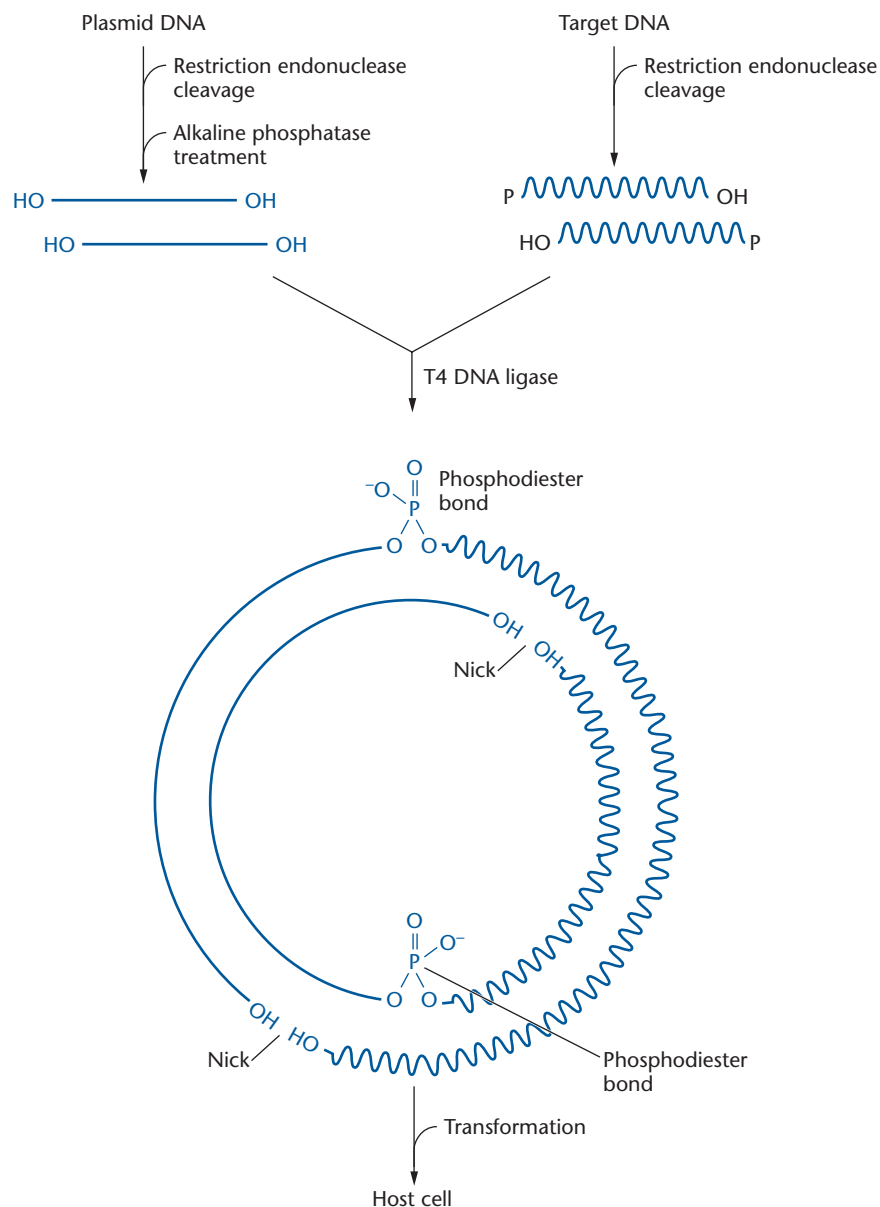 Plasmid DNA
Restriction endonuclease
cleavage
Alkaline phosphatase
treatment
HO OH
HO OH
Target DNA
Restriction endonuclease
cleavage
P OH
HO P
T4 DNA ligase
O
⁻O
P
O O
Phosphodiester
bond
OH
OH
Nick
O
O⁻
P
O O
OH
HO
Nick
Phosphodiester
bond
Transformation
Host cell